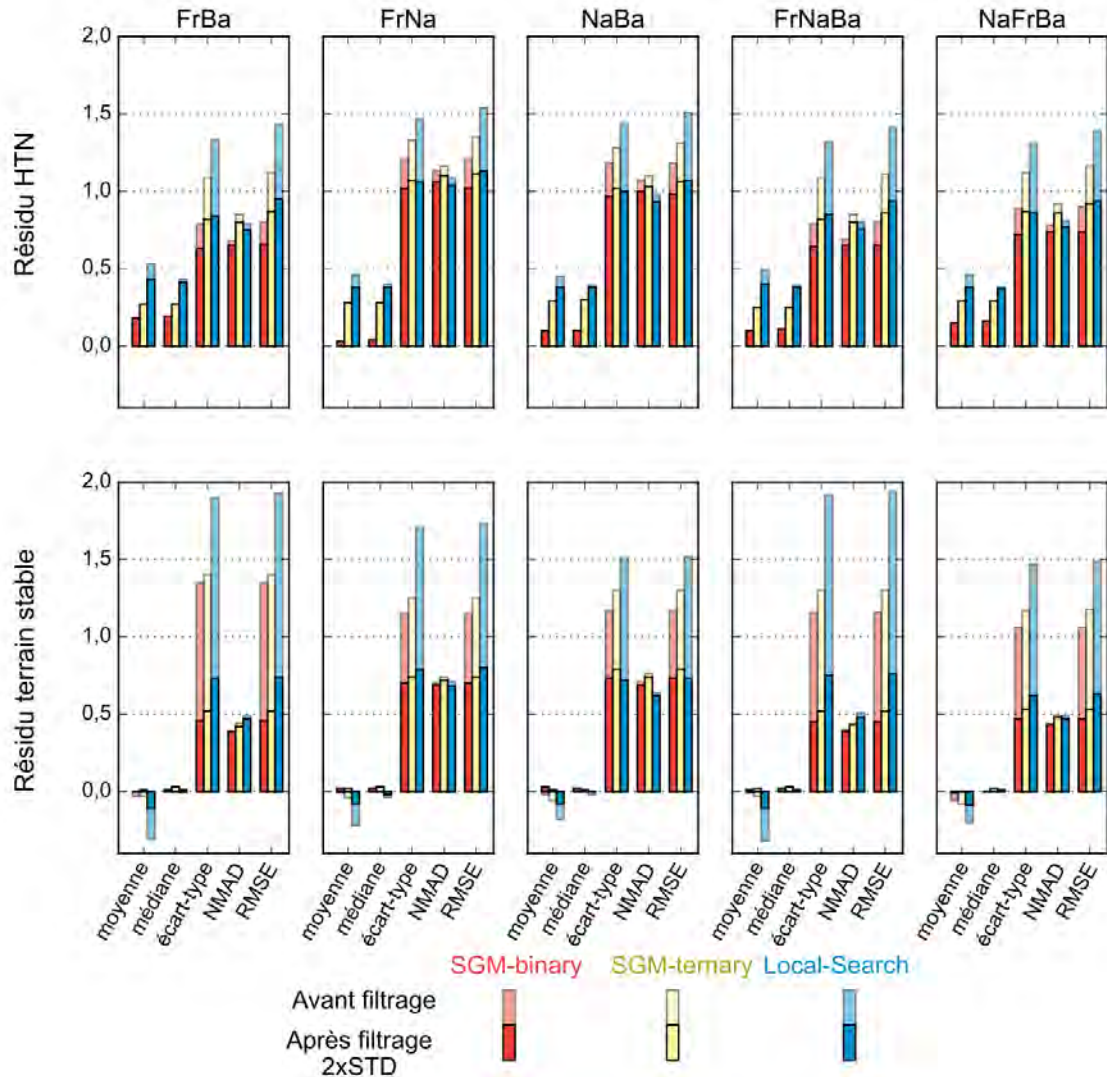 FrBa FrNa NaBa FrNaBa NaFrBa
Résidu HTN
2,0
1,5
1,0
0,5
0,0
Résidu terrain stable
2,0
1,5
1,0
0,5
0,0
moyenne médiane écart-type NMAD RMSE moyenne médiane écart-type NMAD RMSE moyenne médiane écart-type NMAD RMSE moyenne médiane écart-type NMAD RMSE moyenne médiane écart-type NMAD RMSE
SGM-binary SGM-ternary Local-Search
Avant filtrage
Après filtrage
2xSTD